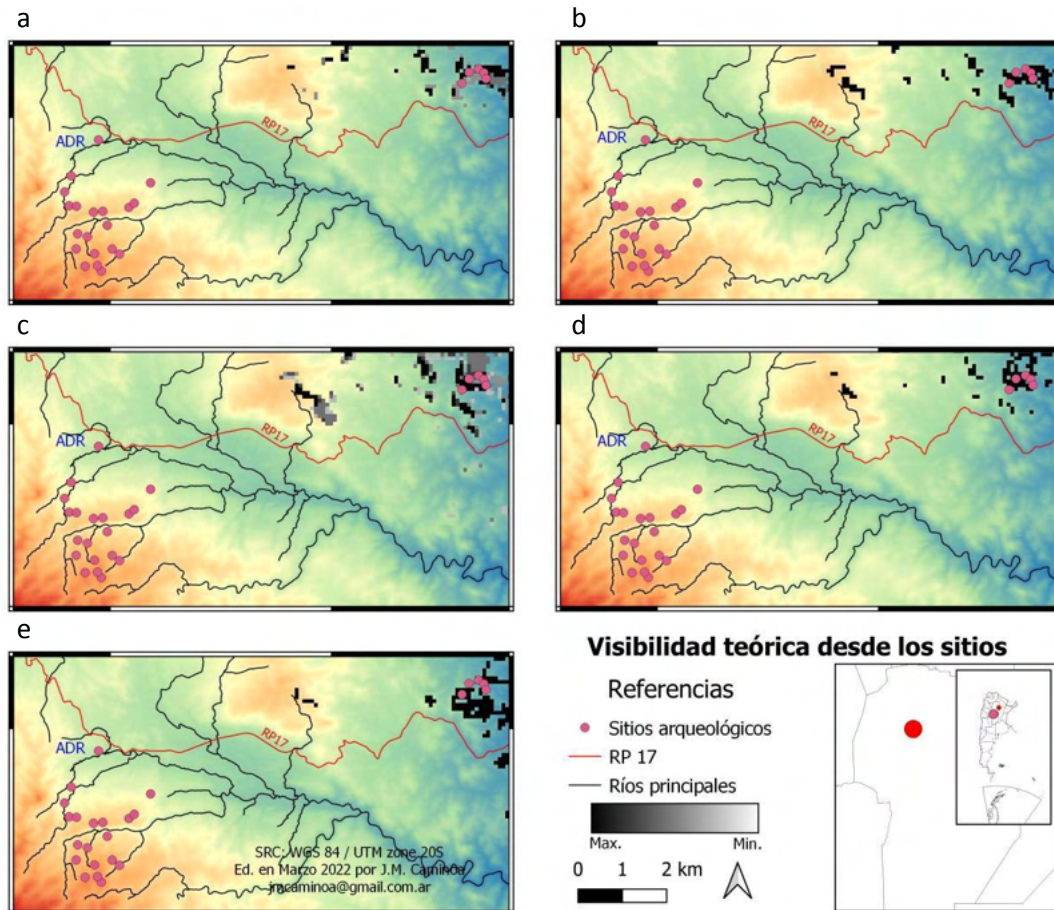 a
b
ADR
RP17
ADR
RP17
c
d
ADR
RP17
ADR
RP17
e
ADR
RP17
SRC: WGS 84 / UTM zone 20S
Ed. en Marzo 2022 por J.M. Caminoa
jmcaminoa@gmail.com.ar
Visibilidad teórica desde los sitios
Referencias
Sitios arqueológicos
RP 17
Ríos principales
Max.
Min.
0 1 2 km